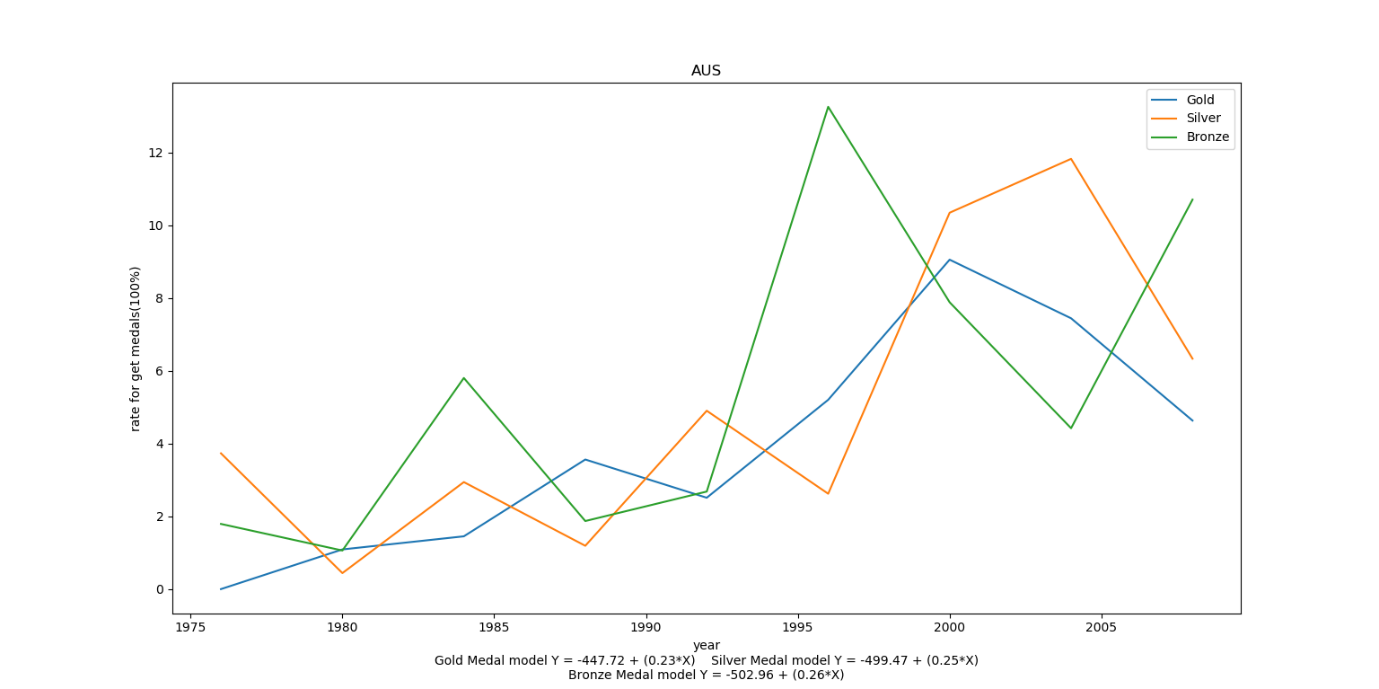 AUS
Gold
Silver
Bronze
12
10
8
6
4
2
0
rate for get medals(100%)
1975 1980 1985 1990 1995 2000 2005
year
Gold Medal model Y = -447.72 + (0.23*X) Silver Medal model Y = -499.47 + (0.25*X)
Bronze Medal model Y = -502.96 + (0.26*X)